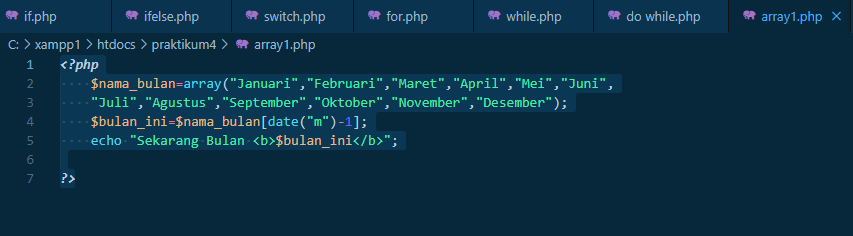 if.php ifelse.php switch.php for.php while.php do while.php array1.php ×
C: > xampp1 > htdocs > praktikum4 > array1.php
1 <?php
2 $nama_bulan=array("Januari","Februari","Maret","April","Mei","Juni",
3 "Juli","Agustus","September","Oktober","November","Desember");
4 $bulan_ini=$nama_bulan[date("m")-1];
5 echo "Sekarang Bulan <b>$bulan_ini</b>";
6
7 ?>